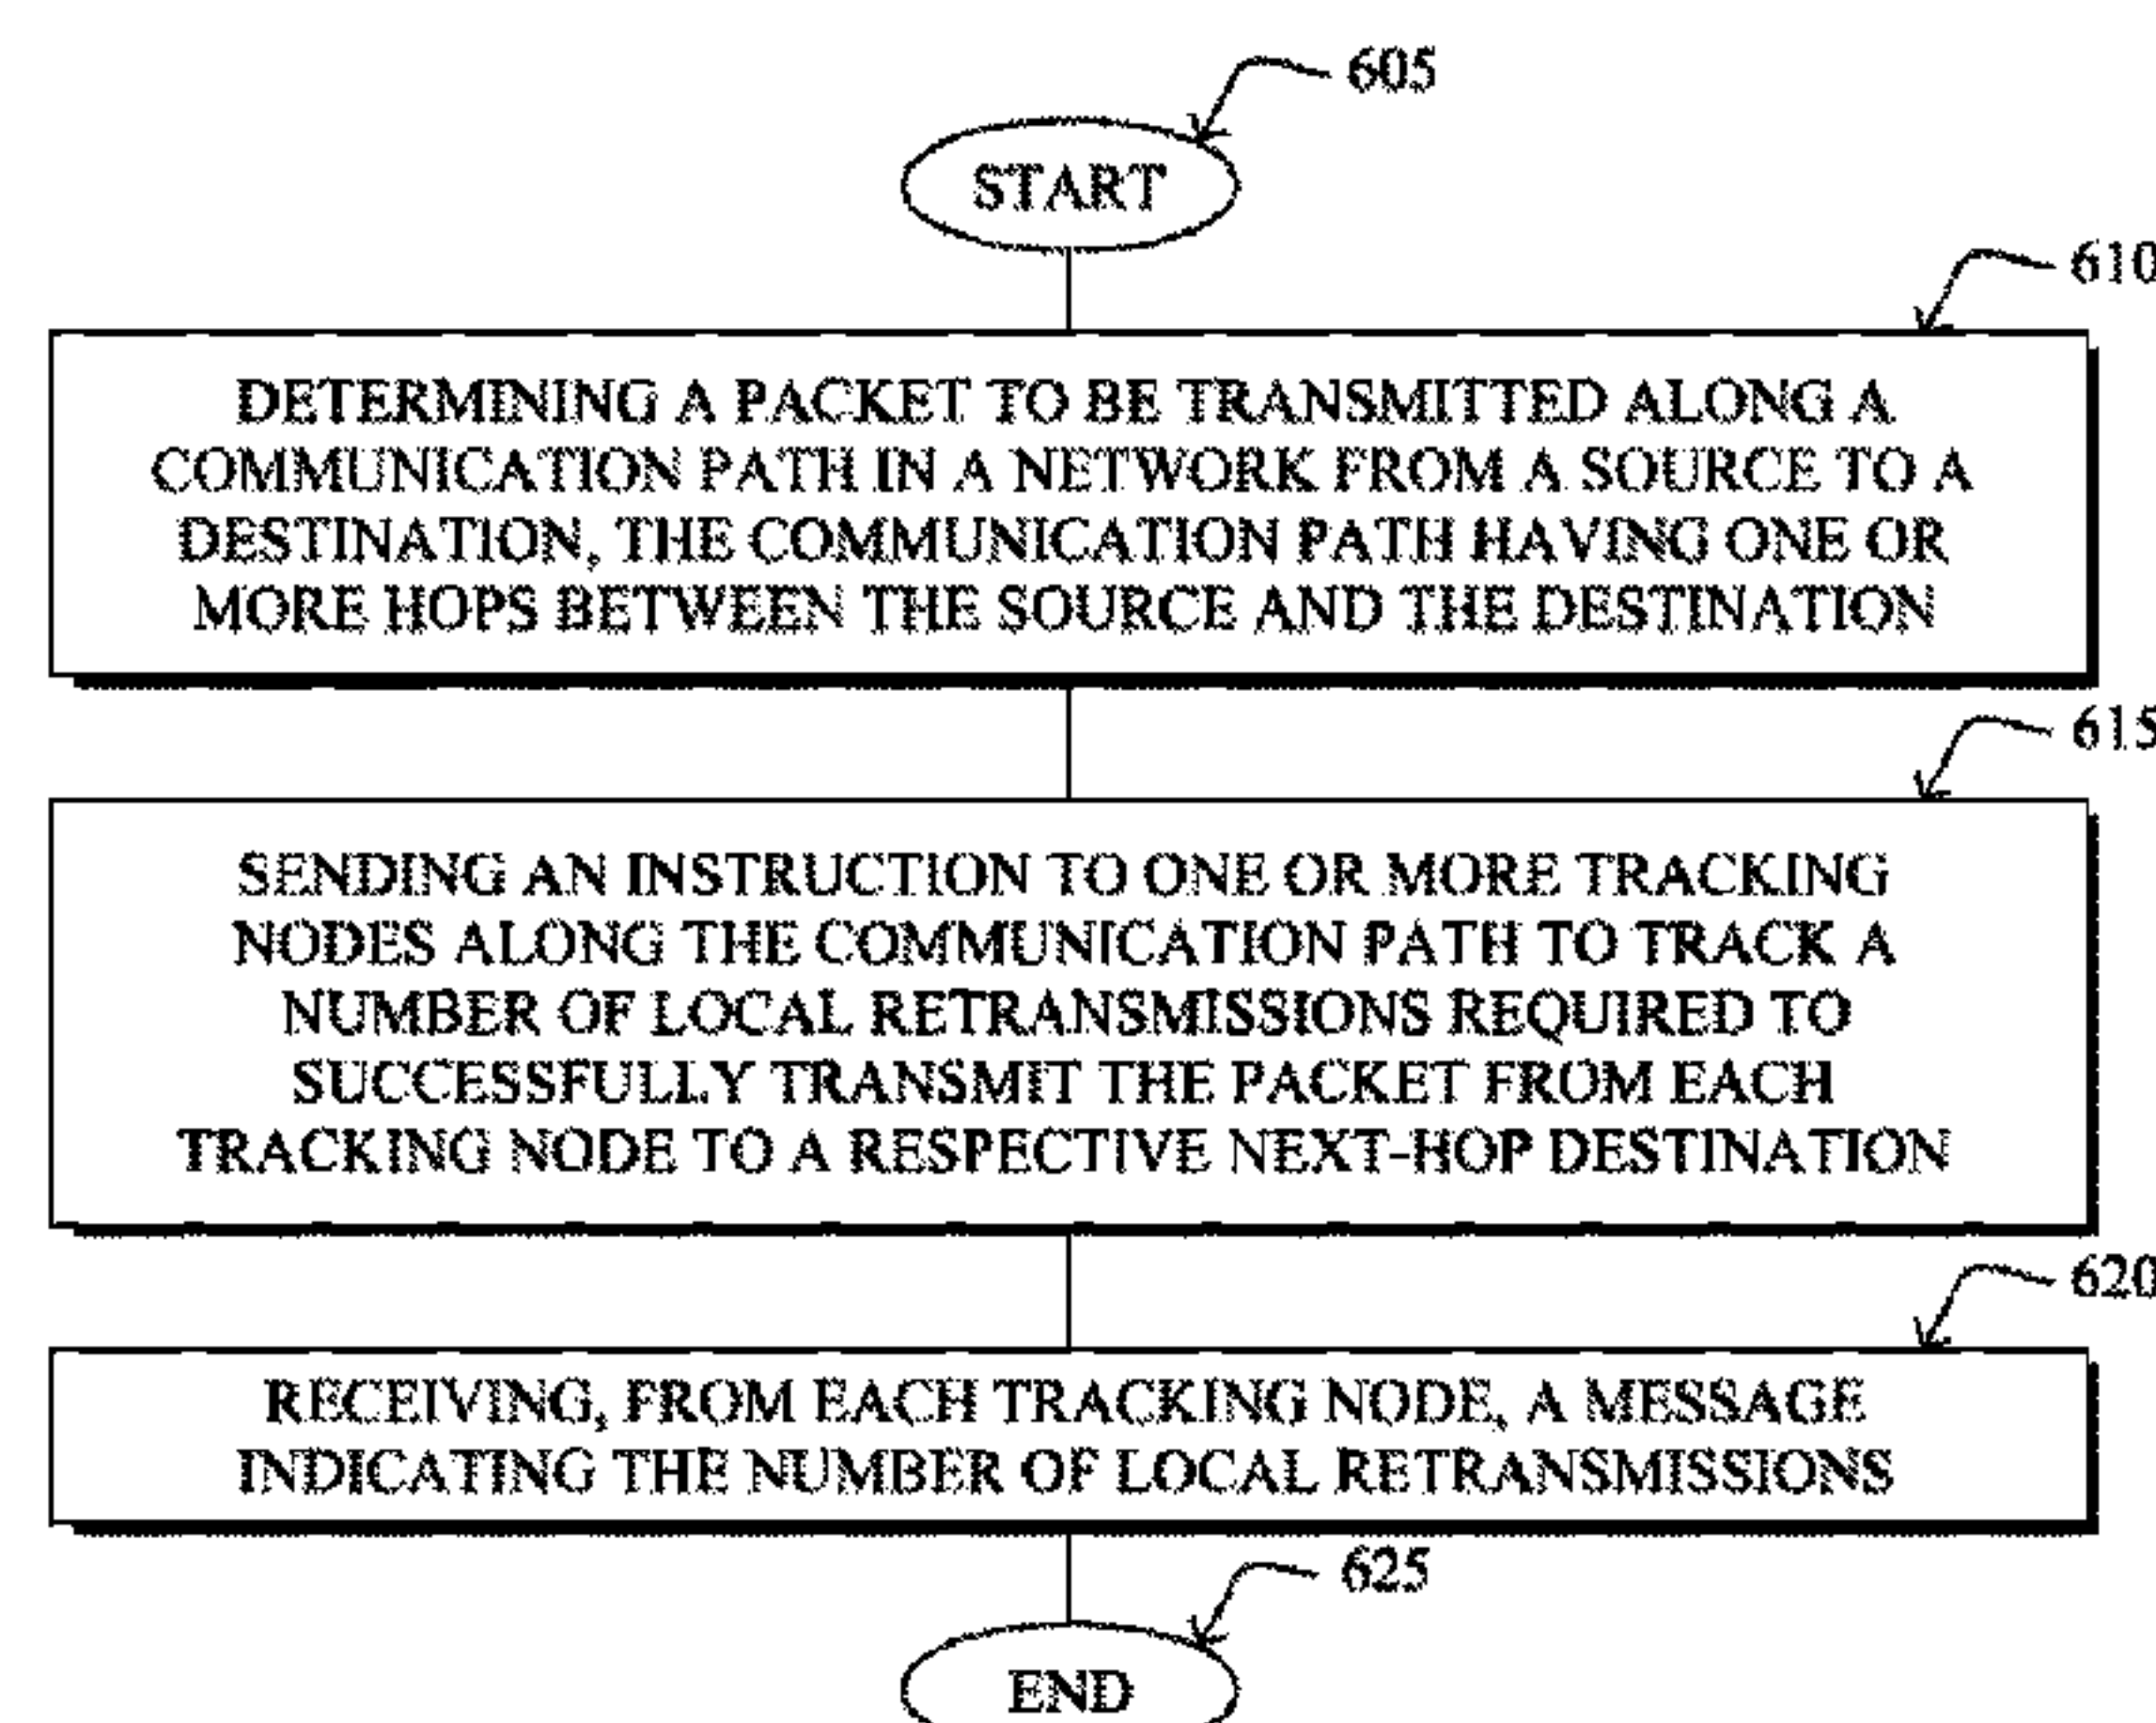 605
START
610
DETERMINING A PACKET TO BE TRANSMITTED ALONG A
COMMUNICATION PATH IN A NETWORK FROM A SOURCE TO A
DESTINATION, THE COMMUNICATION PATH HAVING ONE OR
MORE HOPS BETWEEN THE SOURCE AND THE DESTINATION
615
SENDING AN INSTRUCTION TO ONE OR MORE TRACKING
NODES ALONG THE COMMUNICATION PATH TO TRACK A
NUMBER OF LOCAL RETRANSMISSIONS REQUIRED TO
SUCCESSFULLY TRANSMIT THE PACKET FROM EACH
TRACKING NODE TO A RESPECTIVE NEXT-HOP DESTINATION
620
RECEIVING, FROM EACH TRACKING NODE, A MESSAGE
INDICATING THE NUMBER OF LOCAL RETRANSMISSIONS
625
END